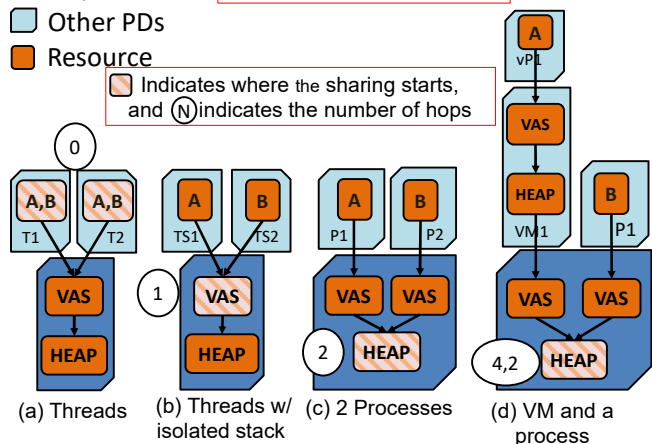 Other PDs
Resource
Indicates where the sharing starts,
and N indicates the number of hops
0
A,B
A,B
T1
T2
VAS
HEAP
(a) Threads
A
B
TS1
TS2
1
VAS
HEAP
(b) Threads w/
isolated stack
A
B
P1
P2
VAS
VAS
2
HEAP
(c) 2 Processes
A
vP1
VAS
HEAP
VM1
B
P1
VAS
VAS
4,2
HEAP
(d) VM and a
process